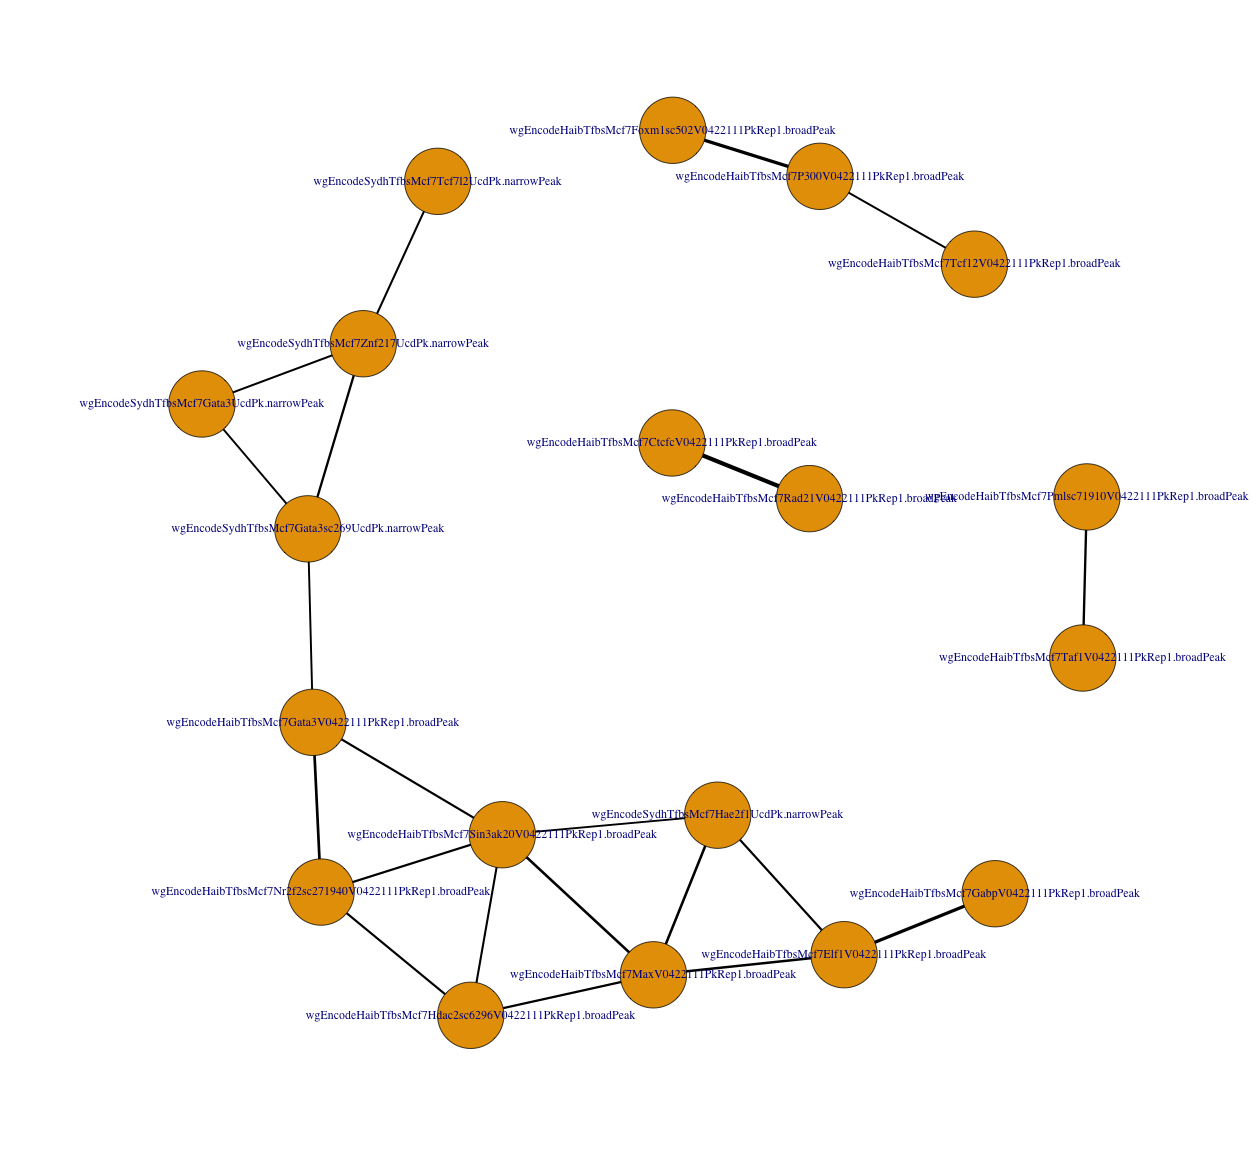 wgEncodeHaibTfbsMcf7Foxm1sc502V0422111PkRep1.broadPeak
wgEncodeHaibTfbsMcf7P300V0422111PkRep1.broadPeak
wgEncodeSydhTfbsMcf7Tcf7l2UcdPk.narrowPeak
wgEncodeHaibTfbsMcf7Tcf12V0422111PkRep1.broadPeak
wgEncodeSydhTfbsMcf7Znf217UcdPk.narrowPeak
wgEncodeSydhTfbsMcf7Gata3UcdPk.narrowPeak
wgEncodeHaibTfbsMcf7CtcfcV0422111PkRep1.broadPeak
wgEncodeHaibTfbsMcf7Rad21V0422111PkRep1.broadPeak
wgEncodeHaibTfbsMcf7Pmlsc71910V0422111PkRep1.broadPeak
wgEncodeSydhTfbsMcf7Gata3sc269UcdPk.narrowPeak
wgEncodeHaibTfbsMcf7Taf1V0422111PkRep1.broadPeak
wgEncodeHaibTfbsMcf7Gata3V0422111PkRep1.broadPeak
wgEncodeSydhTfbsMcf7Hae2f1UcdPk.narrowPeak
wgEncodeHaibTfbsMcf7Sin3ak20V0422111PkRep1.broadPeak
wgEncodeHaibTfbsMcf7Nr2f2sc271940V0422111PkRep1.broadPeak
wgEncodeHaibTfbsMcf7GabpV0422111PkRep1.broadPeak
wgEncodeHaibTfbsMcf7Elf1V0422111PkRep1.broadPeak
wgEncodeHaibTfbsMcf7MaxV0422111PkRep1.broadPeak
wgEncodeHaibTfbsMcf7Hdac2sc6296V0422111PkRep1.broadPeak